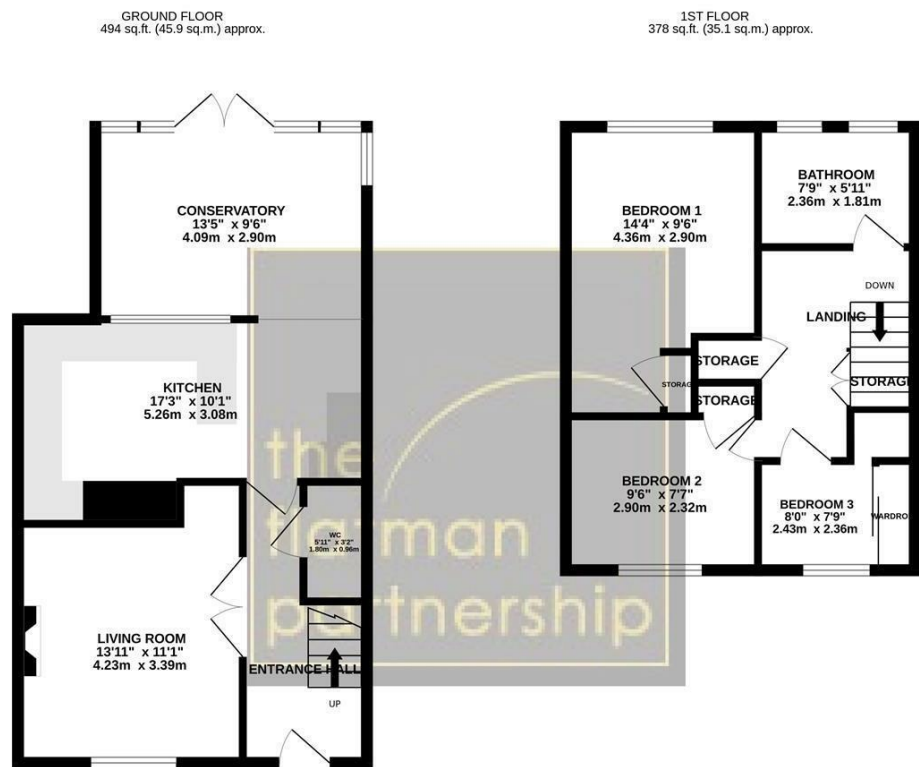 GROUND FLOOR
494 sq.ft. (45.9 sq.m.) approx.
1ST FLOOR
378 sq.ft. (35.1 sq.m.) approx.
CONSERVATORY
13'5" x 9'6"
4.09m x 2.90m
KITCHEN
17'3" x 10'1"
5.26m x 3.08m
WC
5'11" x 3'2"
1.80m x 0.96m
LIVING ROOM
13'11" x 11'1"
4.23m x 3.39m
ENTRANCE HALL
UP
BEDROOM 1
14'4" x 9'6"
4.36m x 2.90m
BATHROOM
7'9" x 5'11"
2.36m x 1.81m
DOWN
LANDING
STORAGE
STORAGE
STORAGE
STORAGE
BEDROOM 2
9'6" x 7'7"
2.90m x 2.32m
BEDROOM 3
8'0" x 7'9"
2.43m x 2.36m
WARDROBE
the
flatman
partnership